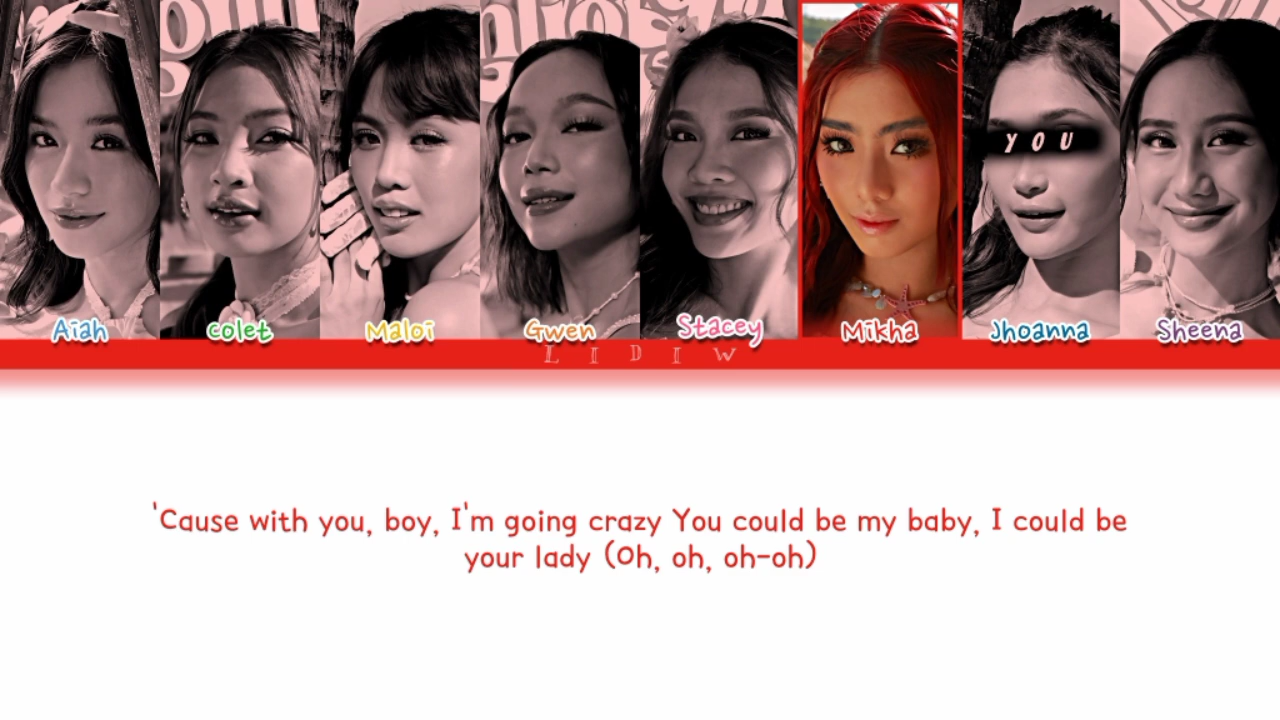 YOU
Aiah
Colet
Maloi
Gwen
Stacey
Mikha
Jhoanna
Sheena
LIDIW
'Cause with you, boy, I'm going crazy You could be my baby, I could be
your lady (Oh, oh, oh-oh)